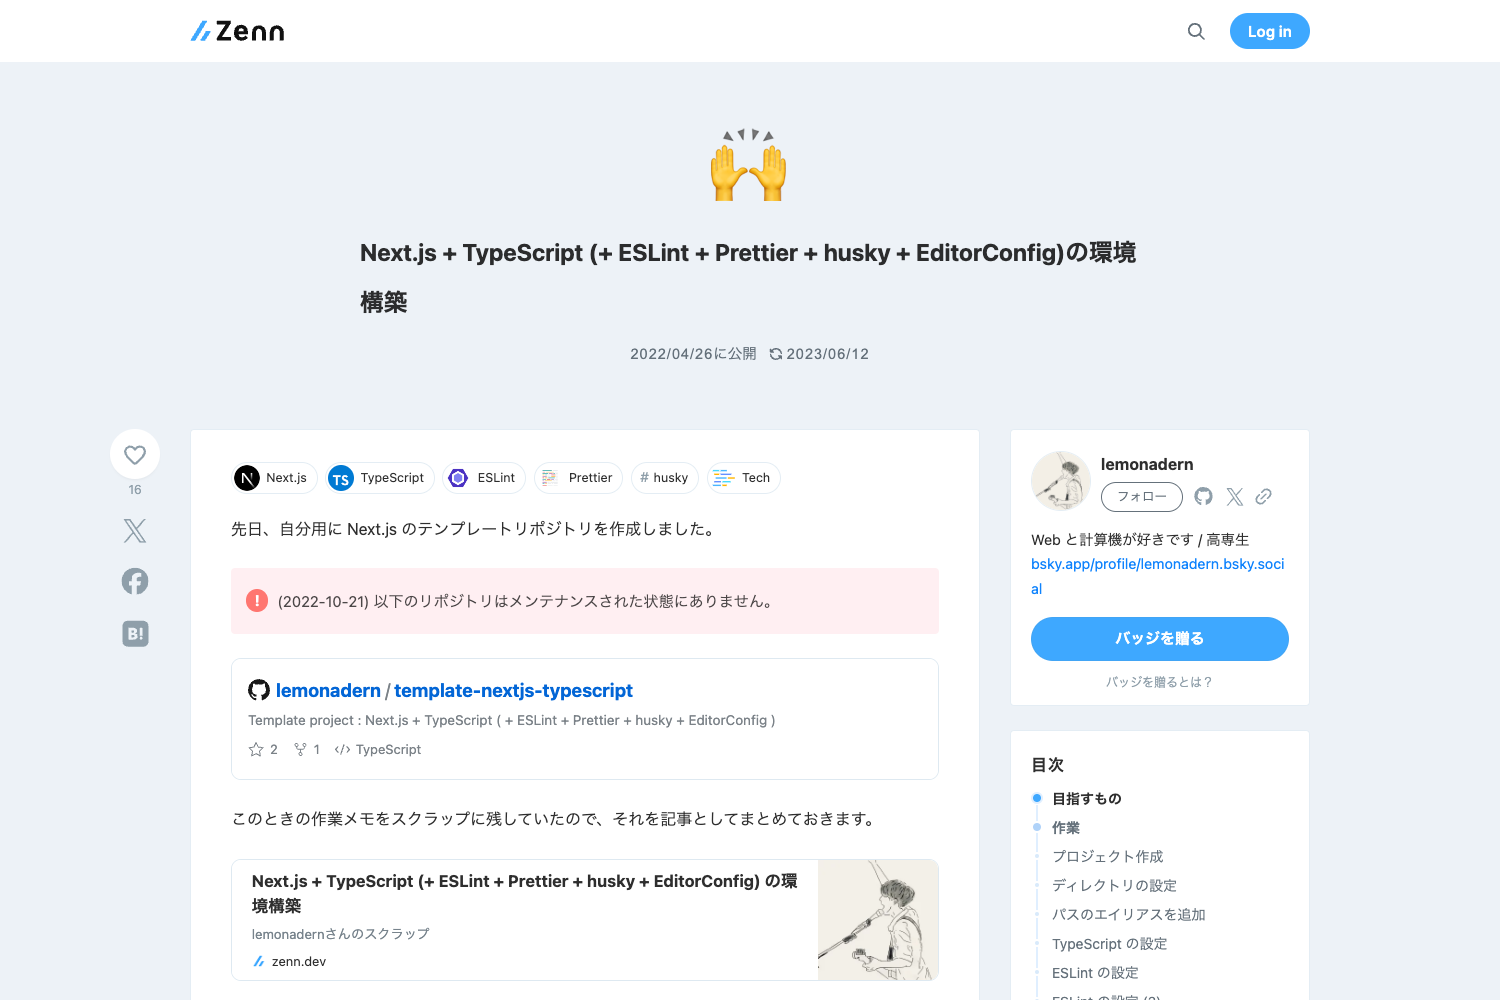 Zenn
Log in
Next.js + TypeScript (+ ESLint + Prettier + husky + EditorConfig)の環境
構築
2022/04/26に公開 2023/06/12
16
B!
Next.js TypeScript ESLint Prettier # husky Tech
先日、自分用に Next.js のテンプレートリポジトリを作成しました。
! (2022-10-21) 以下のリポジトリはメンテナンスされた状態にありません。
lemonadern / template-nextjs-typescript
Template project : Next.js + TypeScript ( + ESLint + Prettier + husky + EditorConfig )
2 1 </> TypeScript
このときの作業メモをスクラップに残していたので、それを記事としてまとめておきます。
Next.js + TypeScript (+ ESLint + Prettier + husky + EditorConfig) の環
境構築
lemonadernさんのスクラップ
zenn.dev
lemonadern
フォロー
Web と計算機が好きです / 高専生
bsky.app/profile/lemonadern.bsky.soci
al
バッジを贈る
バッジを贈るとは？
目次
目指すもの
作業
プロジェクト作成
ディレクトリの設定
パスのエイリアスを追加
TypeScript の設定
ESLint の設定
ESLint の設定 (2)